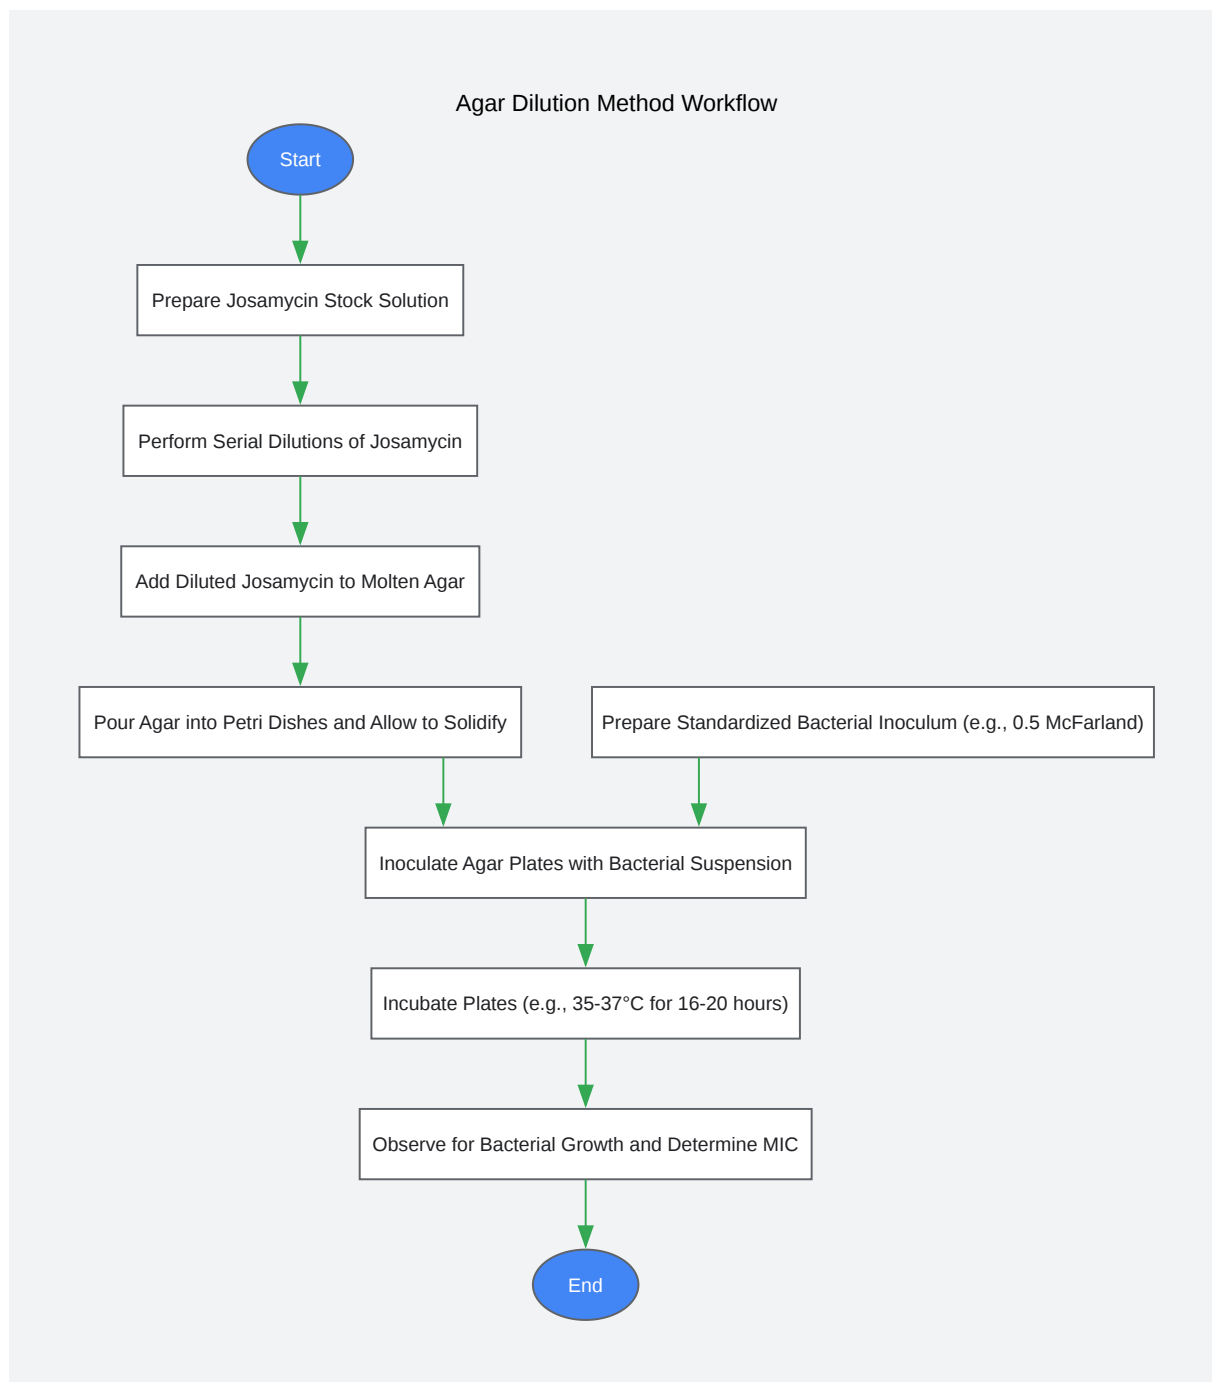 Agar Dilution Method Workflow
Start
Prepare Josamycin Stock Solution
Perform Serial Dilutions of Josamycin
Add Diluted Josamycin to Molten Agar
Pour Agar into Petri Dishes and Allow to Solidify
Prepare Standardized Bacterial Inoculum (e.g., 0.5 McFarland)
Inoculate Agar Plates with Bacterial Suspension
Incubate Plates (e.g., 35-37°C for 16-20 hours)
Observe for Bacterial Growth and Determine MIC
End